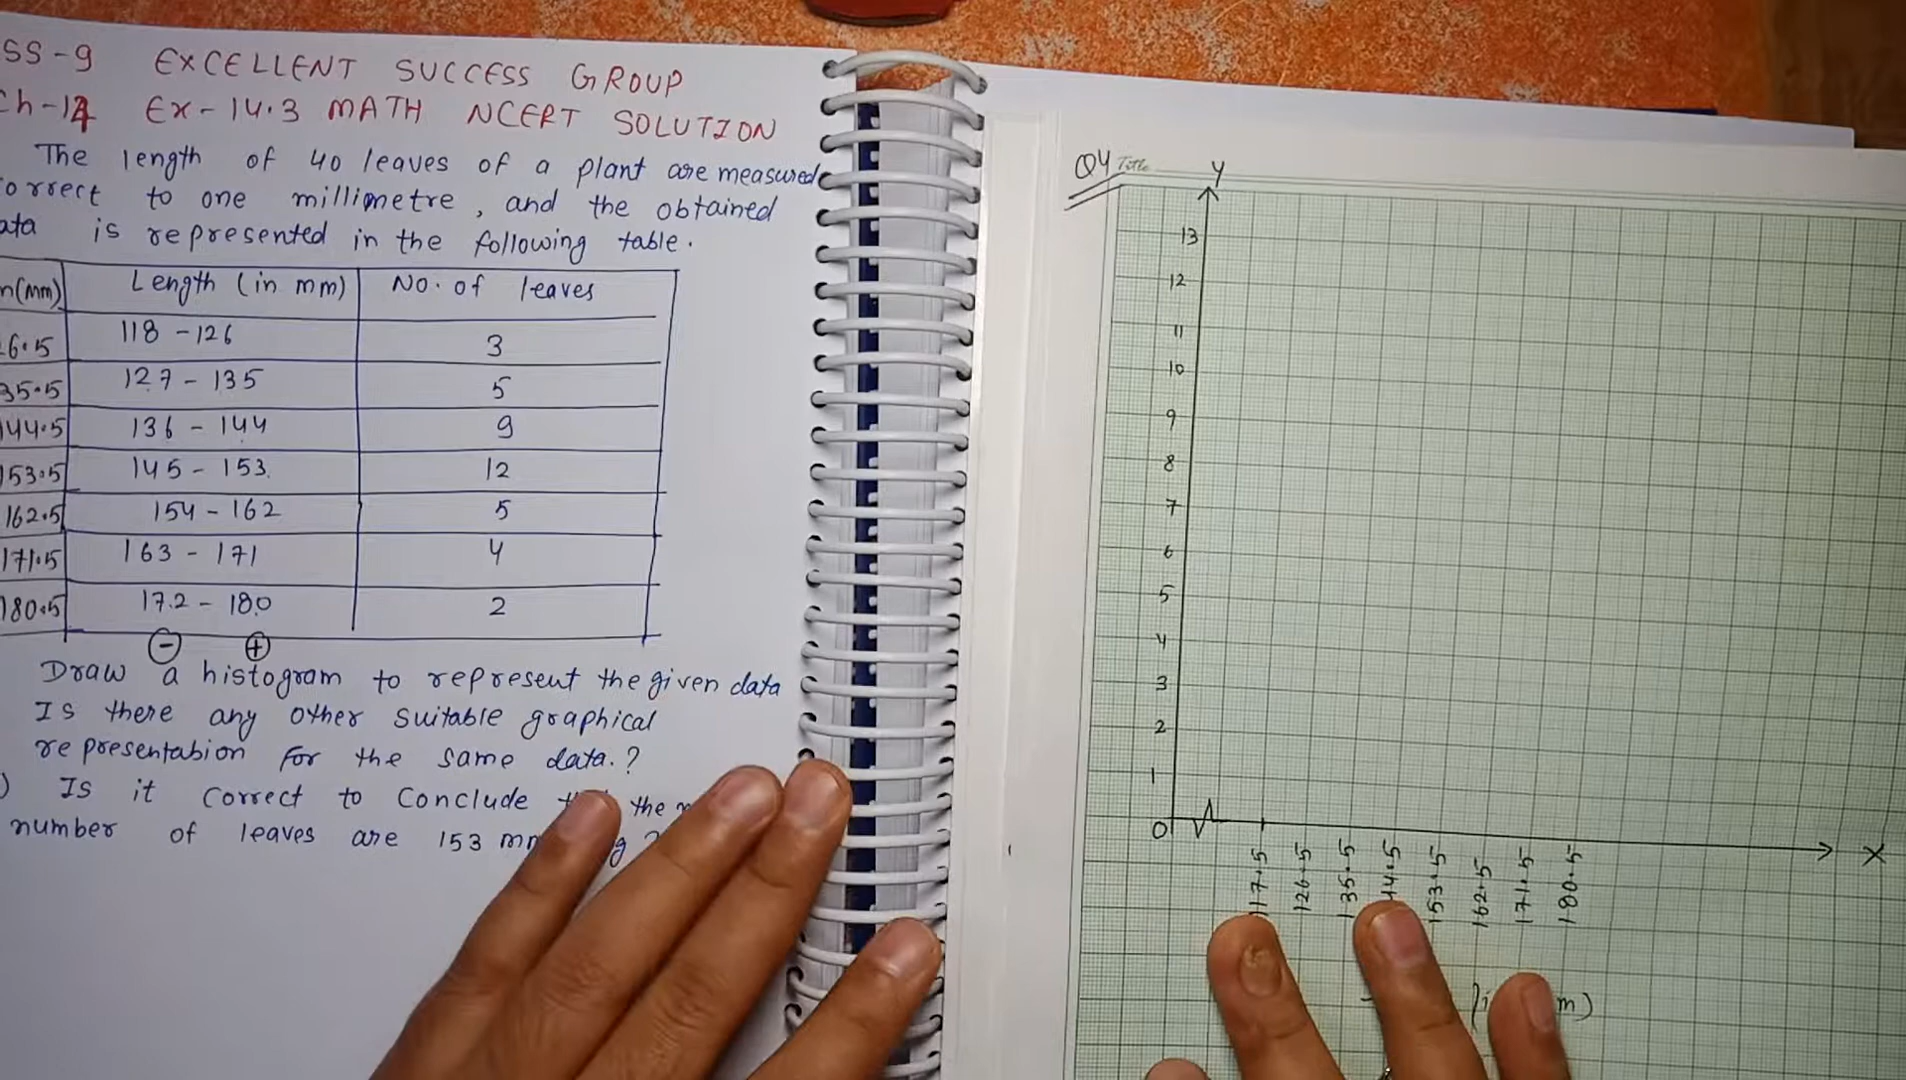 SS-9 EXCELLENT SUCCESS GROUP
Ch-14 Ex-14.3 MATH NCERT SOLUTION
The length of 40 leaves of a plant are measured
orrect to one millimetre, and the obtained
ata is represented in the following table.
n(mm) Length (in mm) No. of leaves
26.5 118 - 126 3
35.5 127 - 135 5
144.5 136 - 144 9
153.5 145 - 153. 12
162.5 154 - 162 5
171.5 163 - 171 4
180.5 172 - 180 2
- +
Draw a histogram to represent the given data
Is there any other suitable graphical
representation for the same data.?
) Is it correct to conclude the
number of leaves are 153
Q4 Title Y
13
12
11
10
9
8
7
6
5
4
3
2
1
0 X
117.5 126.5 135.5 144.5 153.5 162.5 171.5 180.5